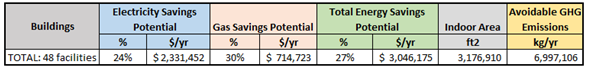 Buildings
Electricity Savings
Potential
Gas Savings Potential
Total Energy Savings
Potential
Indoor Area
Avoidable GHG
Emissions
% $/yr % $/yr % $/yr ft2 kg/yr
TOTAL: 48 facilities 24% $ 2,331,452 30% $ 714,723 27% $ 3,046,175 3,176,910 6,997,106